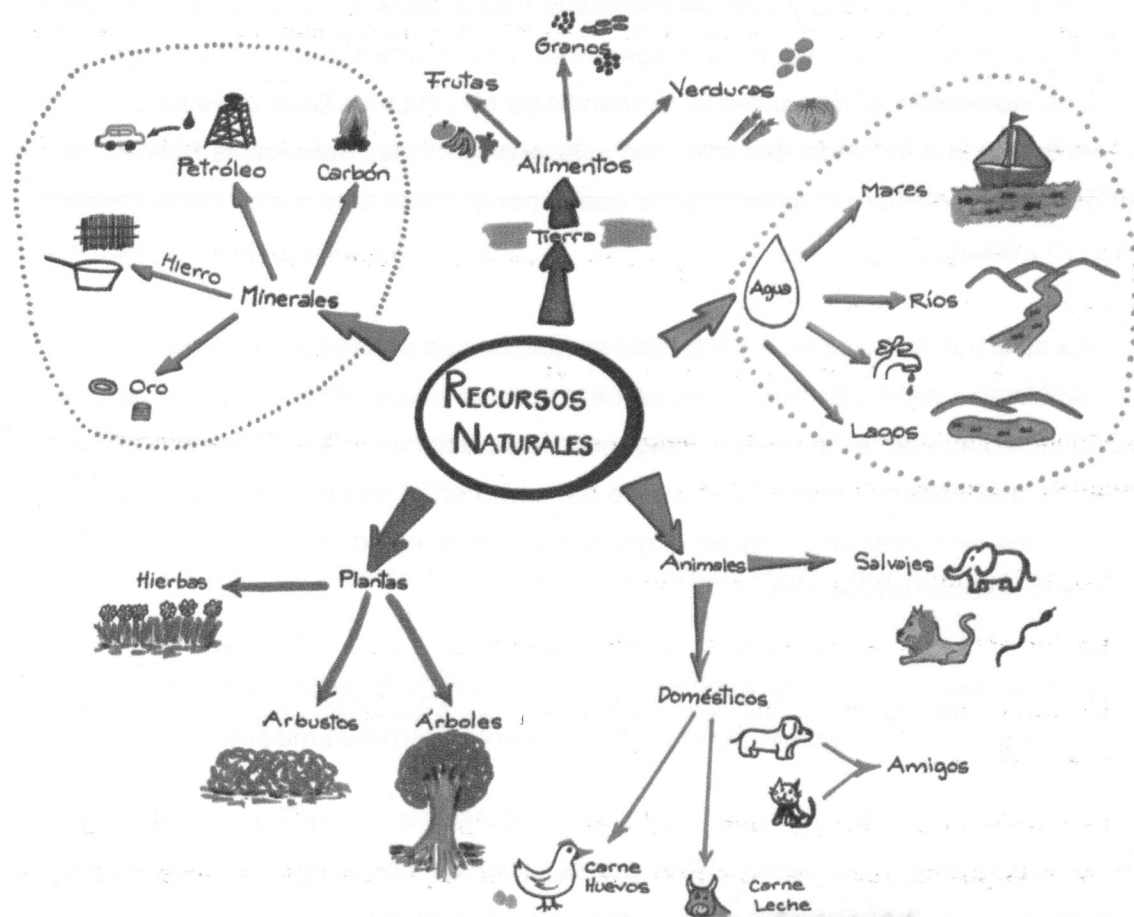 Granos
Frutas
Verduras
Petróleo
Carbón
Alimentos
Mares
Tierra
Hierro
Minerales
Agua
Ríos
Oro
RECURSOS
NATURALES
Lagos
Hierbas
Plantas
Animales
Salvajes
Domésticos
Arbustos
Árboles
Amigos
Carne
Huevos
Carne
Leche